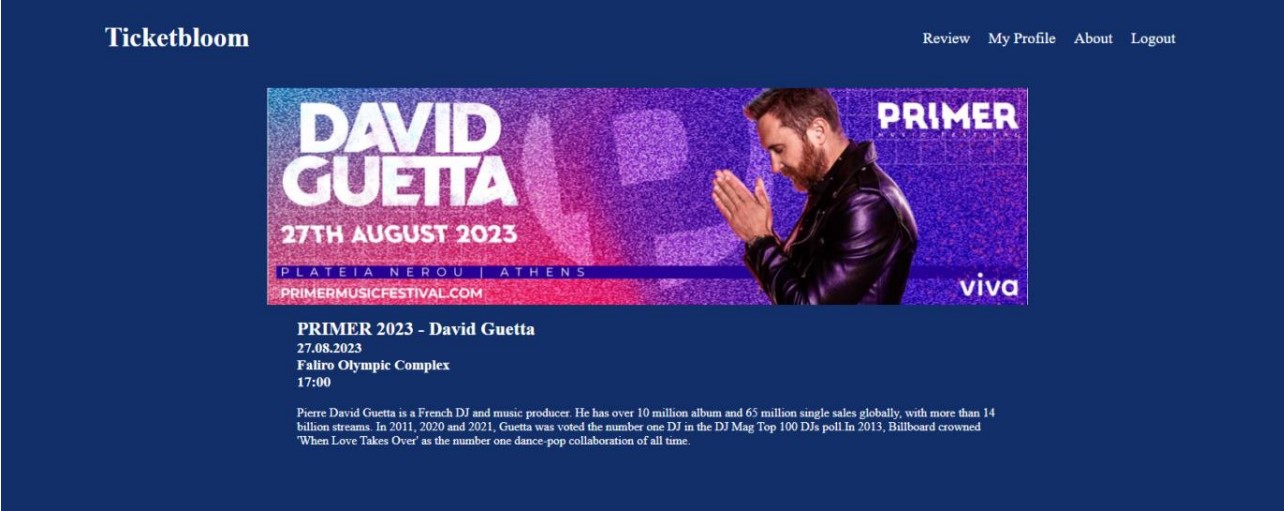 Ticketbloom
Review My Profile About Logout
DAVID
GUETTA
27TH AUGUST 2023
PLATEIA NEROU | ATHENS
PRIMERMUSICFESTIVAL.COM
PRIMER
MUSIC FESTIVAL
viva
PRIMER 2023 - David Guetta
27.08.2023
Faliro Olympic Complex
17:00
Pierre David Guetta is a French DJ and music producer. He has over 10 million album and 65 million single sales globally, with more than 14
billion streams. In 2011, 2020 and 2021, Guetta was voted the number one DJ in the DJ Mag Top 100 DJs poll.In 2013, Billboard crowned
'When Love Takes Over' as the number one dance-pop collaboration of all time.